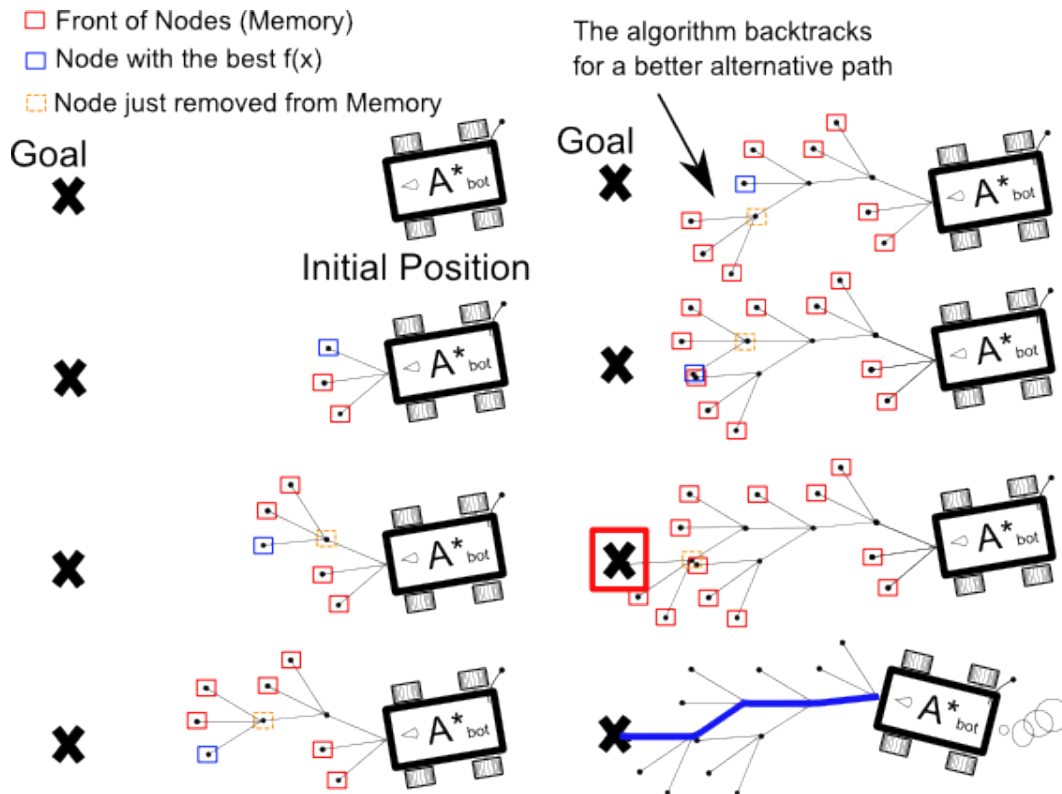 Front of Nodes (Memory)
Node with the best f(x)
Node just removed from Memory
The algorithm backtracks
for a better alternative path
Goal
A* bot
Goal
A* bot
Initial Position
A* bot
A* bot
A* bot
A* bot
A* bot
A* bot